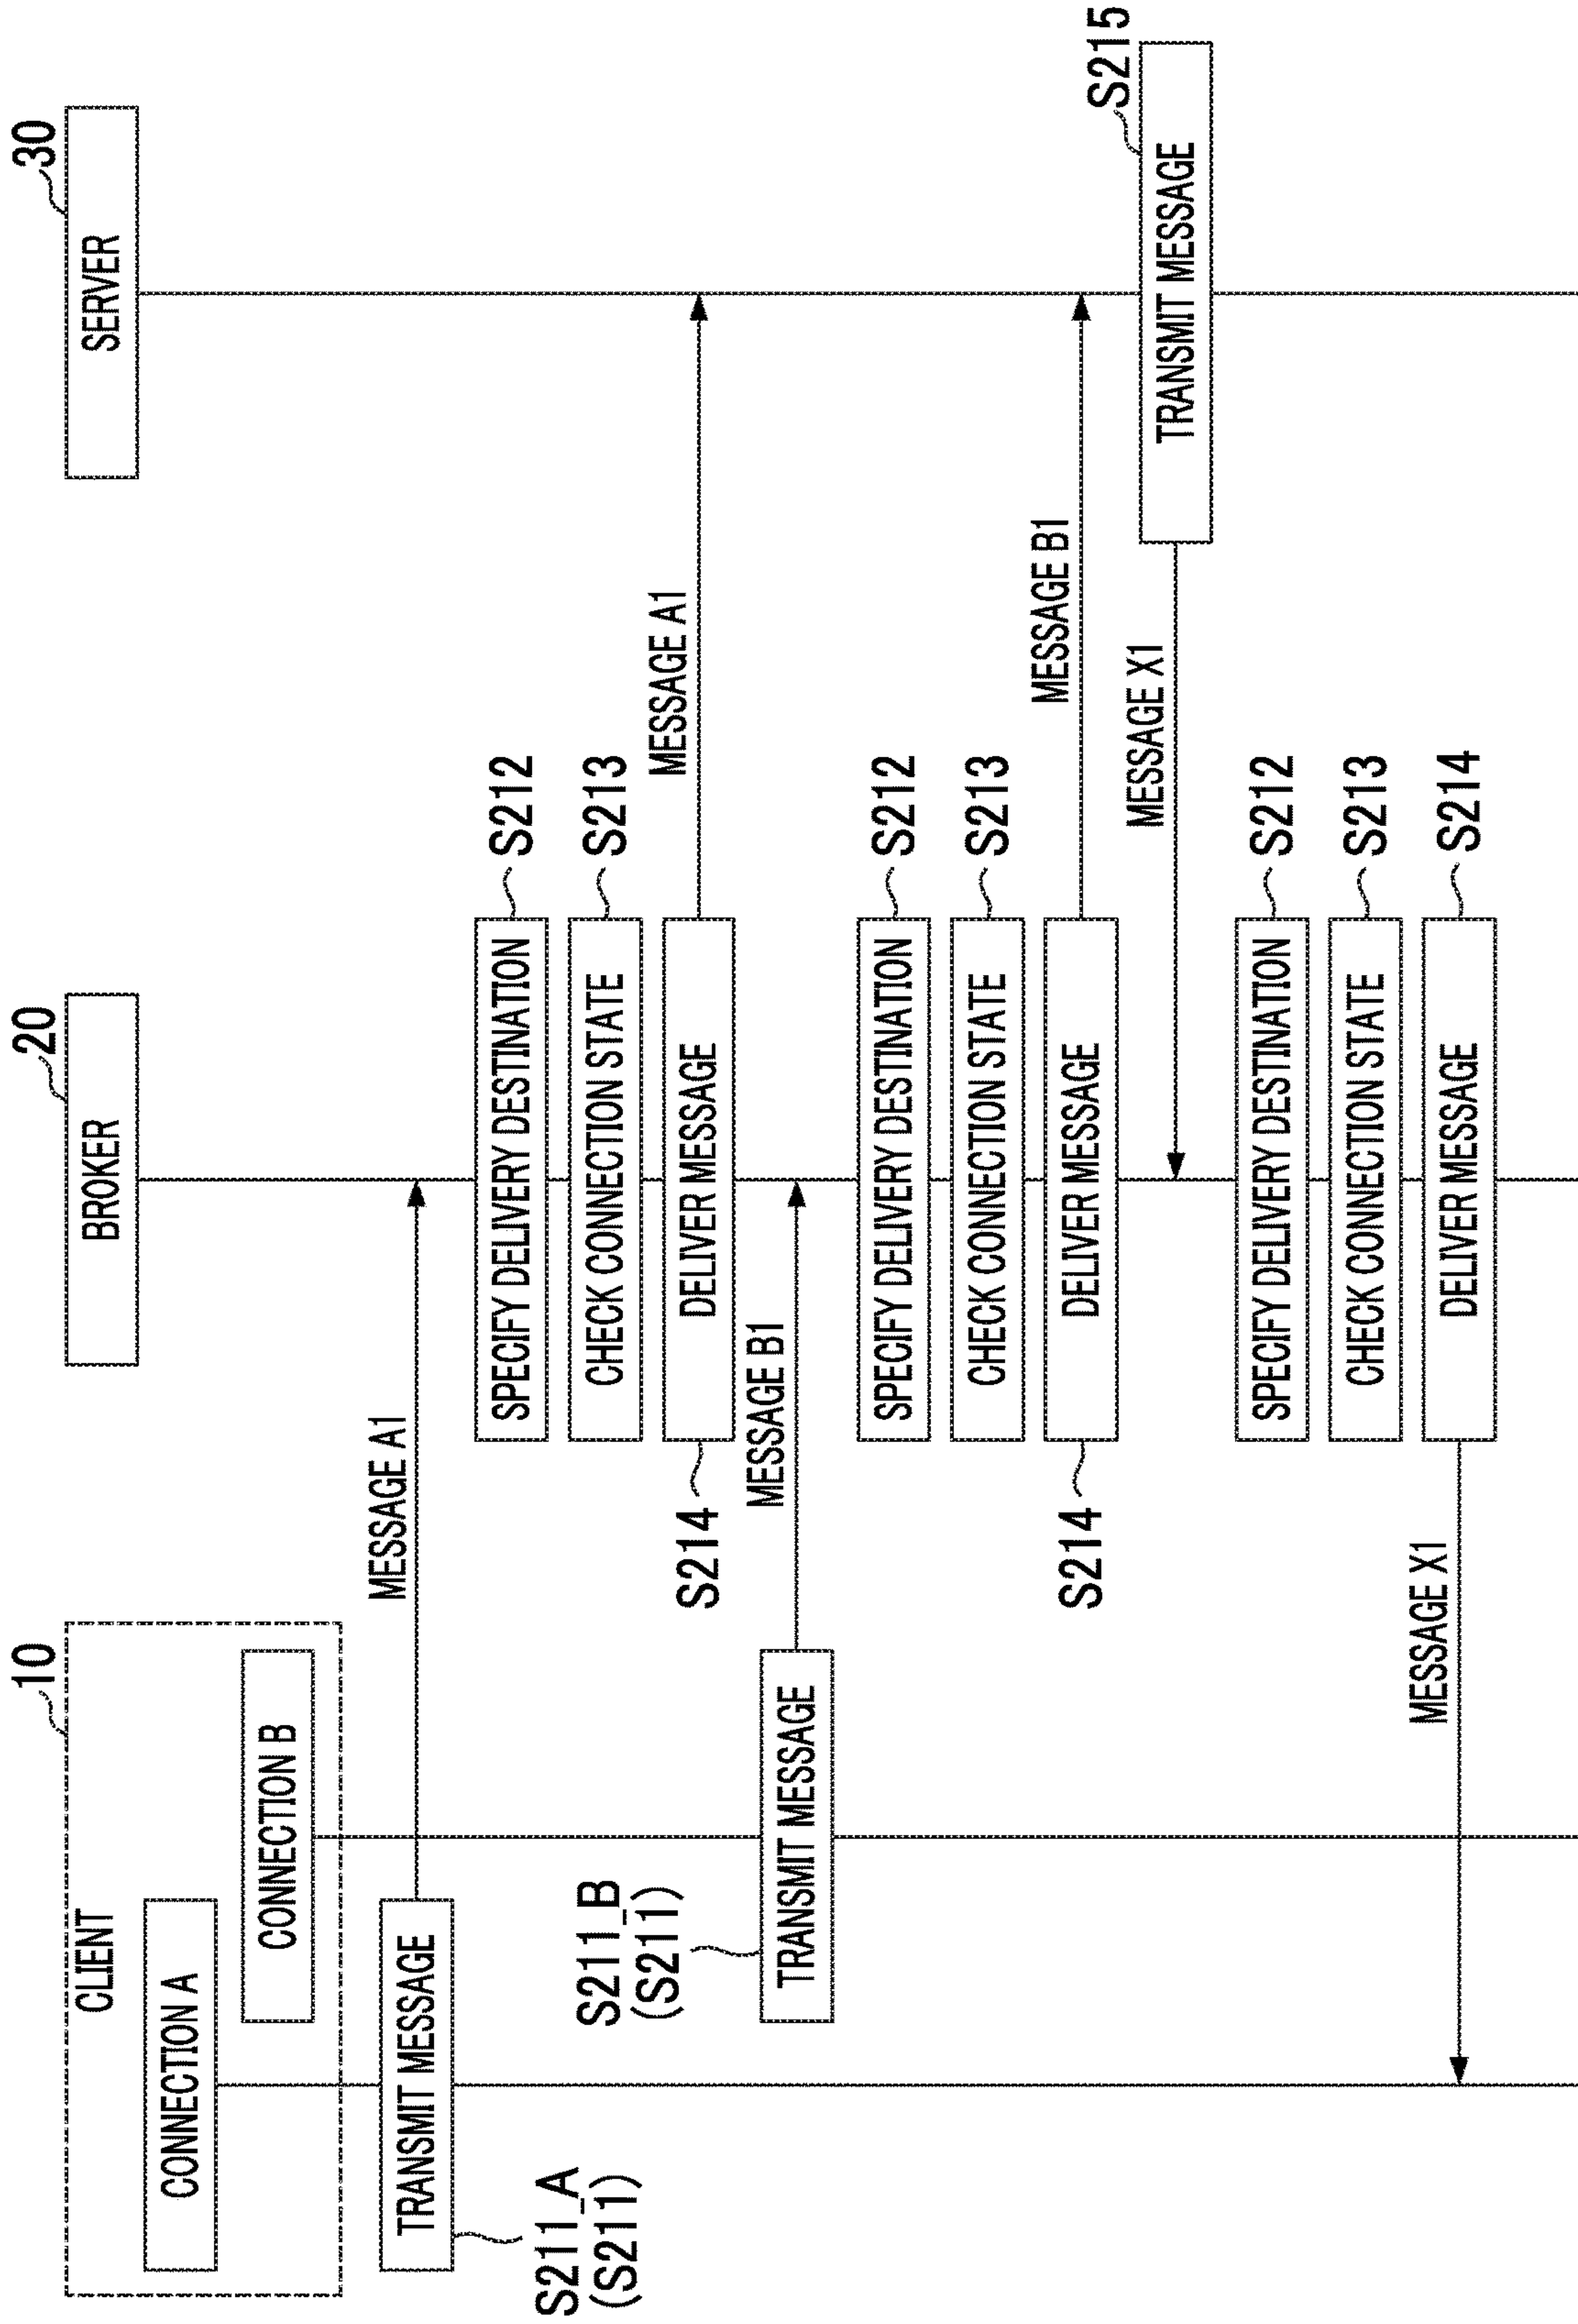 10
CLIENT
CONNECTION A
CONNECTION B
20
BROKER
30
SERVER
TRANSMIT MESSAGE
S211_A
(S211)
MESSAGE A1
SPECIFY DELIVERY DESTINATION
S212
CHECK CONNECTION STATE
S213
DELIVER MESSAGE
S214
MESSAGE A1
TRANSMIT MESSAGE
S211_B
(S211)
MESSAGE B1
SPECIFY DELIVERY DESTINATION
S212
CHECK CONNECTION STATE
S213
DELIVER MESSAGE
S214
MESSAGE B1
TRANSMIT MESSAGE
S215
MESSAGE X1
SPECIFY DELIVERY DESTINATION
S212
CHECK CONNECTION STATE
S213
DELIVER MESSAGE
S214
MESSAGE X1